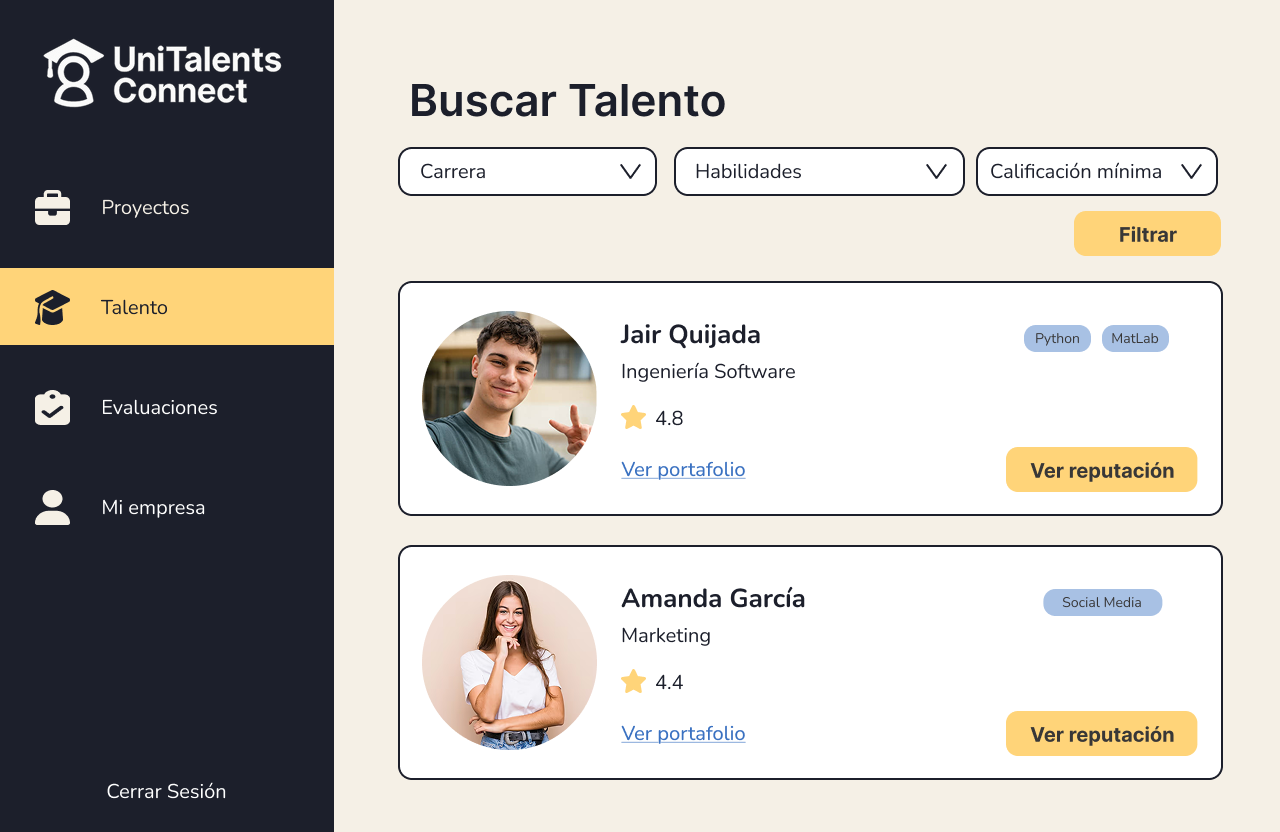 UniTalents
Connect
Proyectos
Talento
Evaluaciones
Mi empresa
Cerrar Sesión
Buscar Talento
Carrera
Habilidades
Calificación mínima
Filtrar
Jair Quijada
Python
MatLab
Ingeniería Software
4.8
Ver portafolio
Ver reputación
Amanda García
Social Media
Marketing
4.4
Ver portafolio
Ver reputación